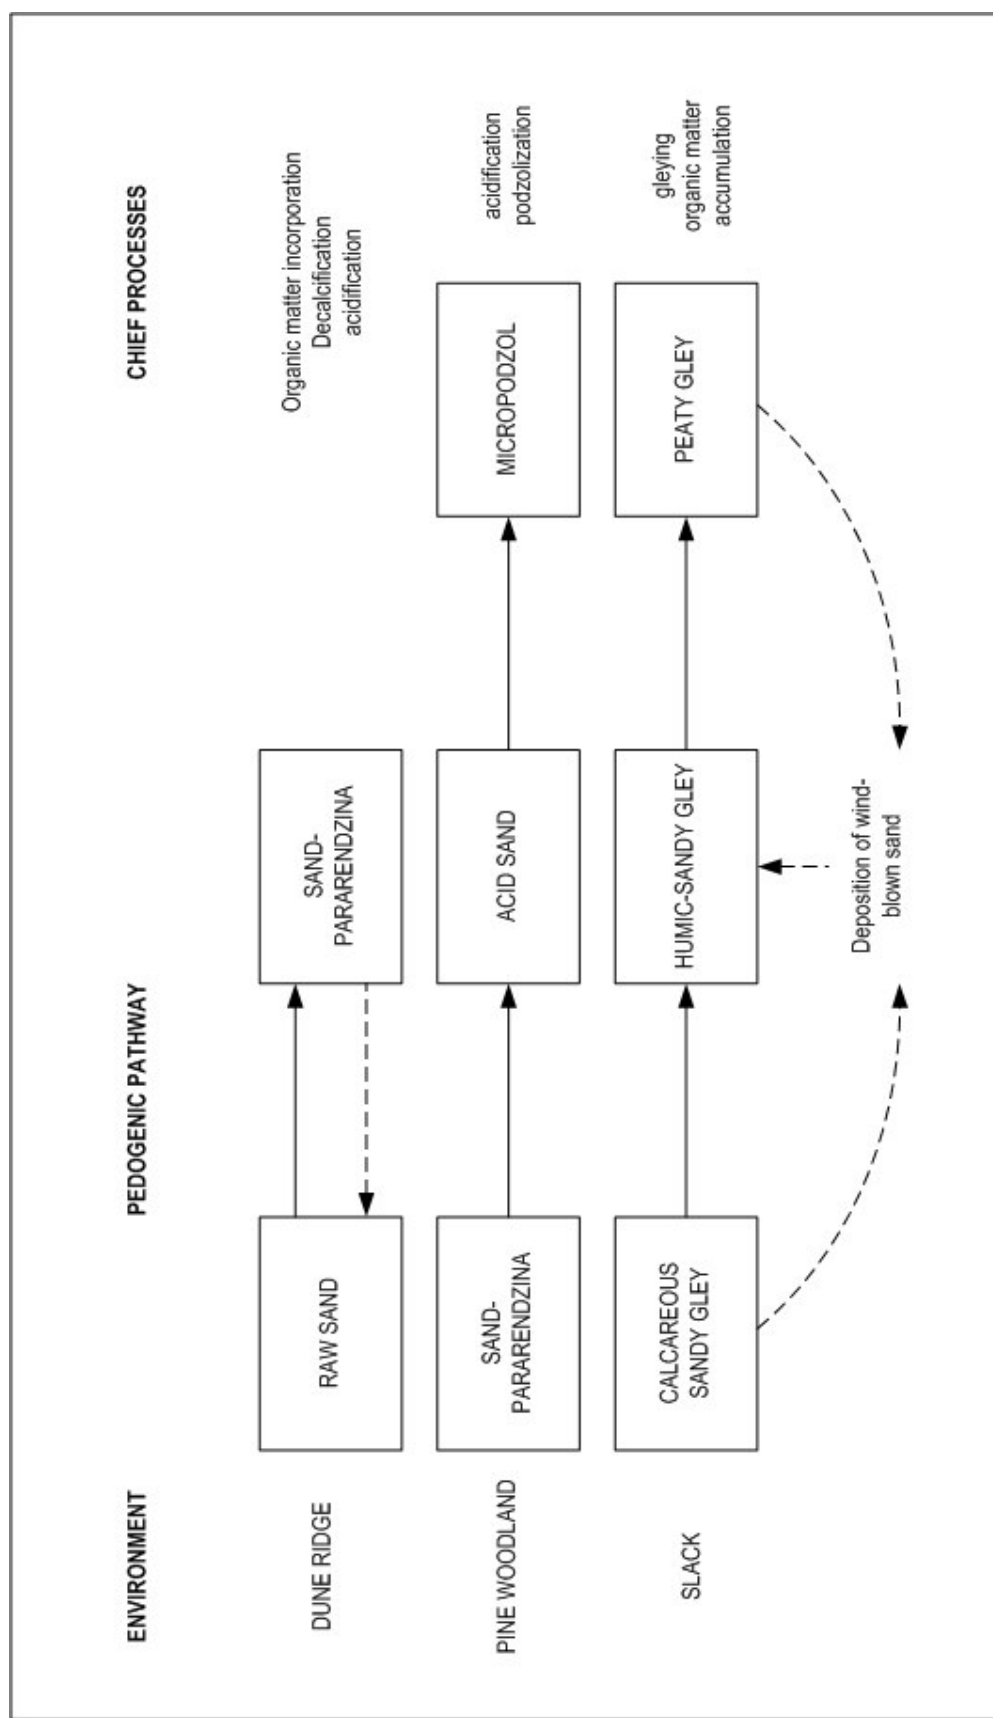 ENVIRONMENT
PEDOGENIC PATHWAY
CHIEF PROCESSES
DUNE RIDGE
RAW SAND
SAND-
PARARENDZINA
Organic matter incorporation
Decalcification
acidification
PINE WOODLAND
SAND-
PARARENDZINA
ACID SAND
MICROPODZOL
acidification
podzolization
SLACK
CALCAREOUS
SANDY GLEY
HUMIC-SANDY GLEY
PEATY GLEY
gleying
organic matter
accumulation
Deposition of wind-
blown sand